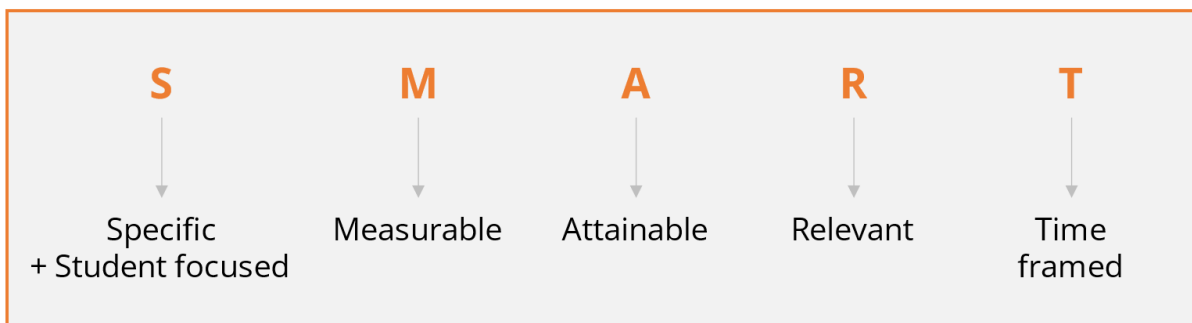 S M A R T
Specific Measurable Attainable Relevant Time
+ Student focused framed